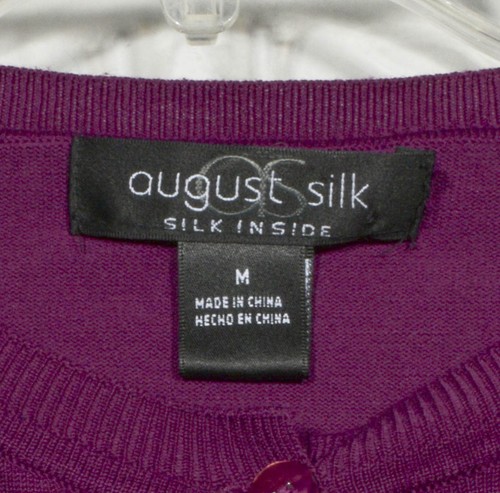 august silk
SILK INSIDE
M
MADE IN CHINA
HECHO EN CHINA